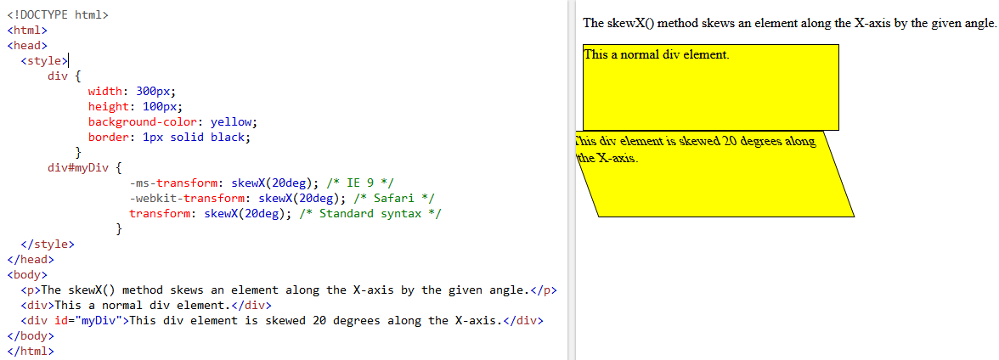 <!DOCTYPE html>
<html>
<head>
<style>
div {
width: 300px;
height: 100px;
background-color: yellow;
border: 1px solid black;
}
div#myDiv {
-ms-transform: skewX(20deg); /* IE 9 */
-webkit-transform: skewX(20deg); /* Safari */
transform: skewX(20deg); /* Standard syntax */
}
</style>
</head>
<body>
<p>The skewX() method skews an element along the X-axis by the given angle.</p>
<div>This a normal div element.</div>
<div id="myDiv">This div element is skewed 20 degrees along the X-axis.</div>
</body>
</html>
The skewX() method skews an element along the X-axis by the given angle.
This a normal div element.
This div element is skewed 20 degrees along
the X-axis.